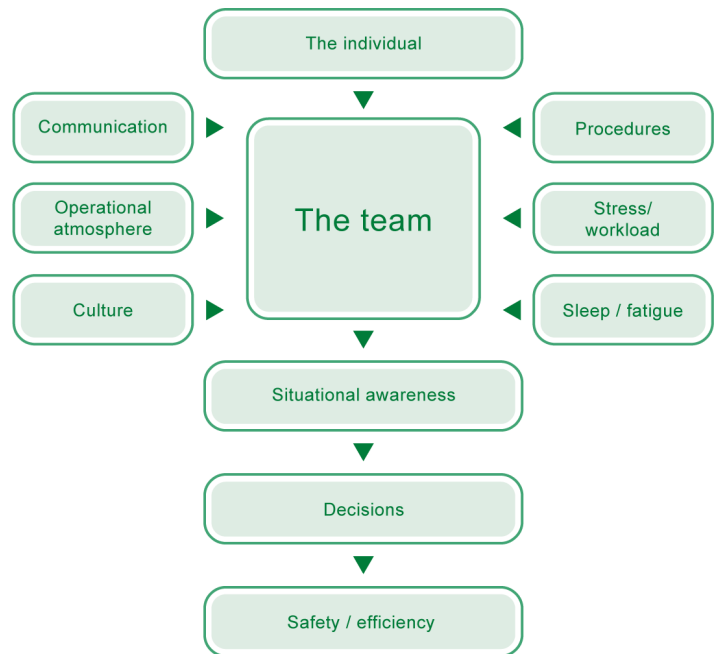 The individual
Communication
Procedures
Operational
atmosphere
The team
Stress/
workload
Culture
Sleep / fatigue
Situational awareness
Decisions
Safety / efficiency